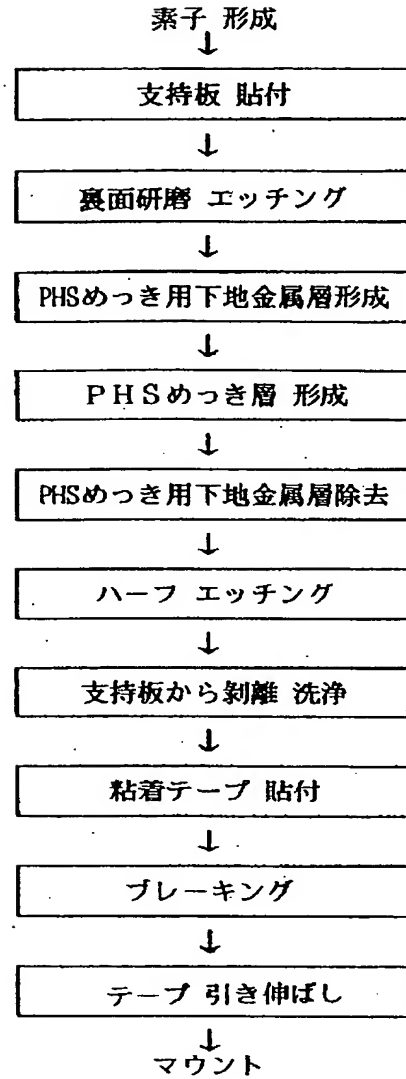 素子 形成
↓
支持板 貼付
↓
裏面研磨 エッチング
↓
PHSめっき用下地金属層形成
↓
PHSめっき層 形成
↓
PHSめっき用下地金属層除去
↓
ハーフ エッチング
↓
支持板から剥離 洗浄
↓
粘着テープ 貼付
↓
ブレーキング
↓
テープ 引き伸ばし
↓
マウント